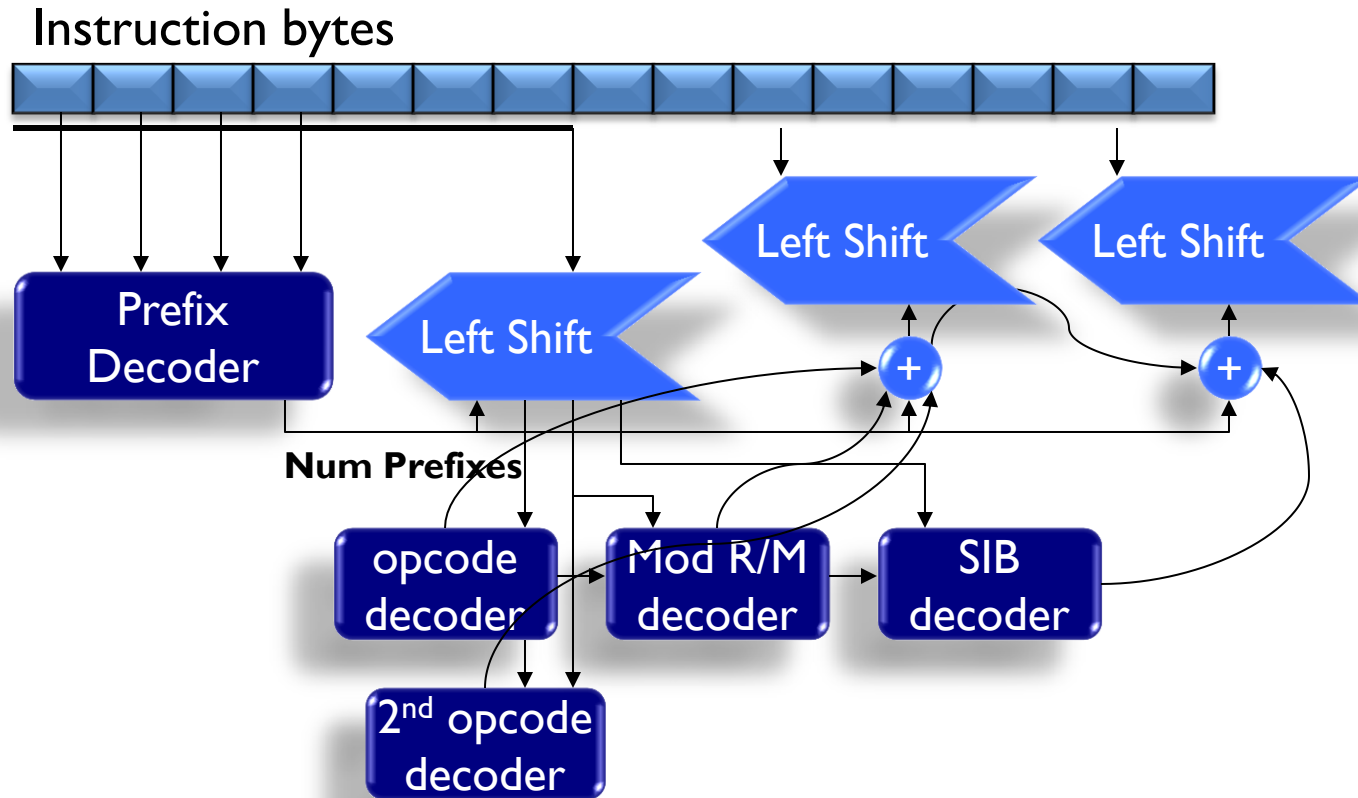 Instruction bytes
Left Shift
Left Shift
Prefix
Decoder
Left Shift
+
+
Num Prefixes
opcode
decoder
Mod R/M
decoder
SIB
decoder
2nd opcode
decoder